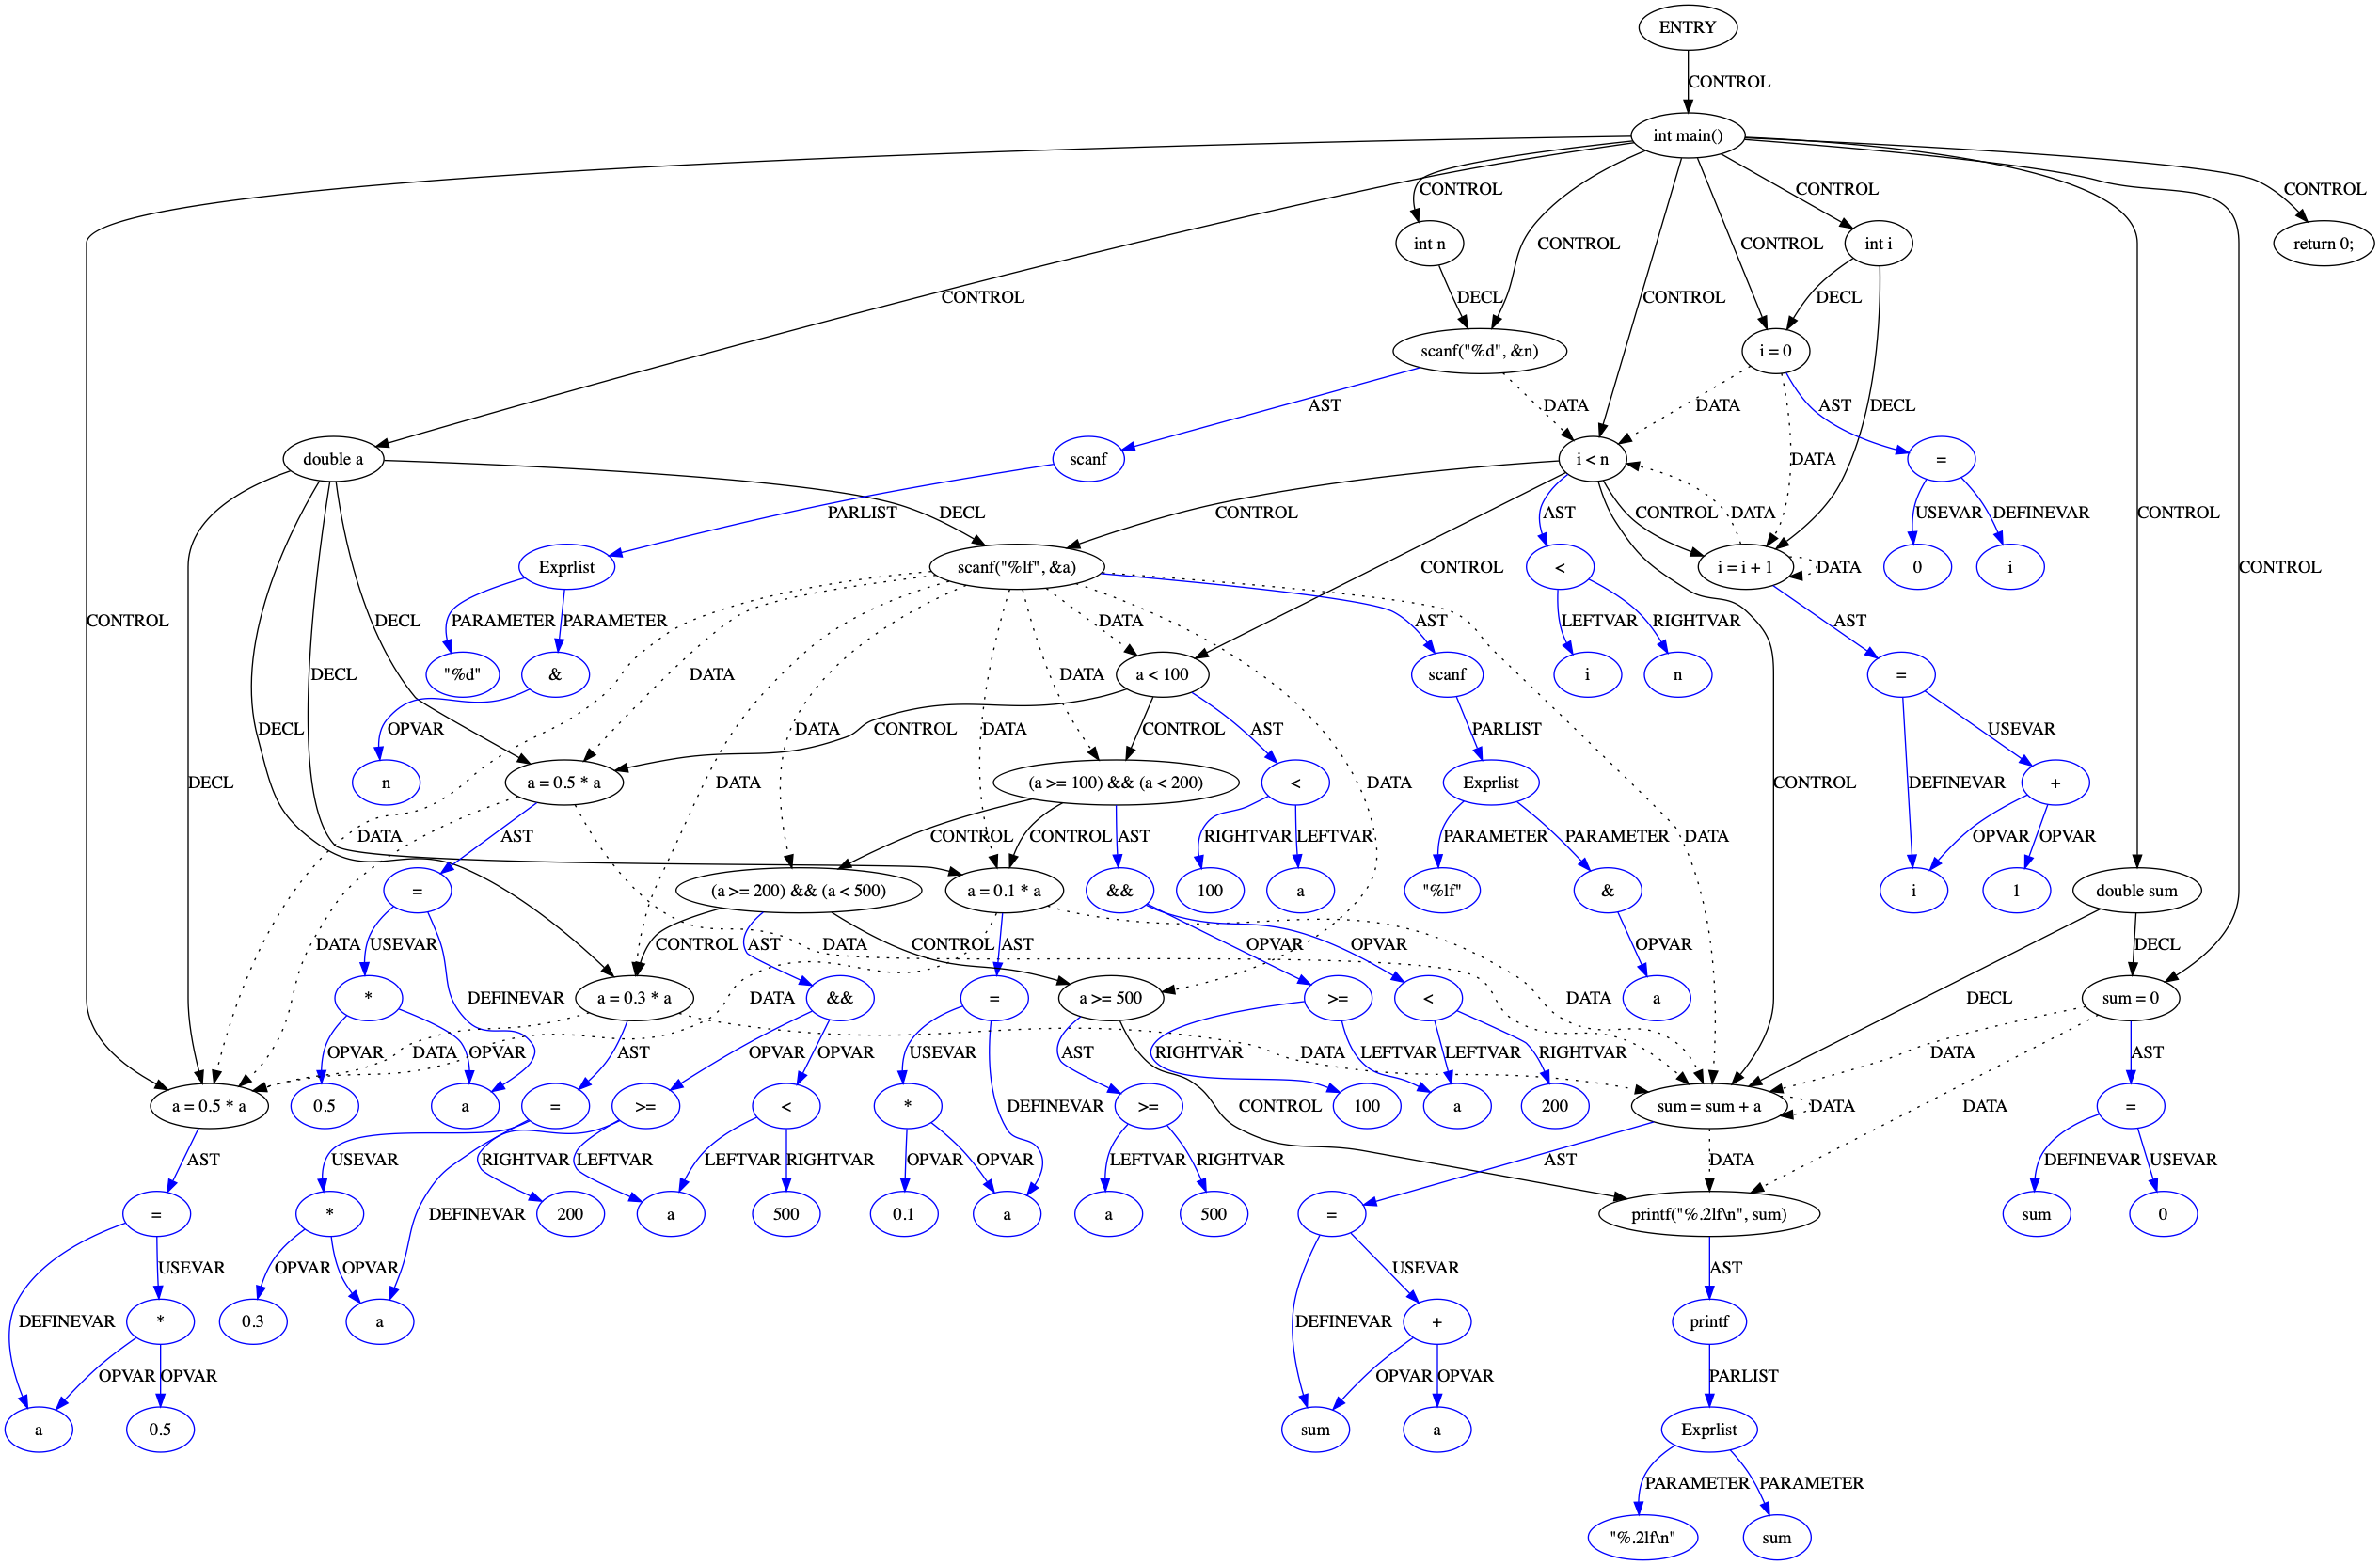 ENTRY
CONTROL
int main()
CONTROL
CONTROL
CONTROL
int n
CONTROL
CONTROL
int i
return 0;
CONTROL
DECL
CONTROL
DECL
scanf("%d", &n)
i = 0
AST
DATA
DATA
AST
DECL
double a
scanf
i < n
DATA
=
PARLIST
DECL
CONTROL
AST
CONTROL
DATA
USEVAR
DEFINEVAR
CONTROL
Exprlist
scanf("%lf", &a)
CONTROL
<
i = i + 1
DATA
0
i
CONTROL
CONTROL
PARAMETER
PARAMETER
DECL
DATA
AST
LEFTVAR
RIGHTVAR
AST
DECL
"%d"
&
DATA
DATA
a < 100
scanf
i
n
=
DECL
OPVAR
CONTROL
CONTROL
AST
PARLIST
USEVAR
DECL
n
a = 0.5 * a
DATA
DATA
DATA
(a >= 100) && (a < 200)
<
DATA
Exprlist
CONTROL
DEFINEVAR
+
DATA
AST
CONTROL
CONTROL
AST
RIGHTVAR
LEFTVAR
PARAMETER
PARAMETER
DATA
OPVAR
OPVAR
=
(a >= 200) && (a < 500)
a = 0.1 * a
&&
100
a
"%lf"
&
i
1
double sum
DATA
USEVAR
CONTROL
AST
DATA
CONTROL
AST
OPVAR
OPVAR
OPVAR
DECL
*
DEFINEVAR
a = 0.3 * a
DATA
&&
=
a >= 500
>=
<
DATA
a
DECL
sum = 0
OPVAR
DATA
OPVAR
AST
OPVAR
OPVAR
USEVAR
AST
RIGHTVAR
DATA
LEFTVAR
LEFTVAR
RIGHTVAR
DATA
AST
a = 0.5 * a
0.5
a
=
>=
<
*
DEFINEVAR
>=
CONTROL
100
a
200
sum = sum + a
DATA
DATA
=
AST
USEVAR
RIGHTVAR
LEFTVAR
LEFTVAR
RIGHTVAR
OPVAR
OPVAR
LEFTVAR
RIGHTVAR
AST
DATA
DEFINEVAR
USEVAR
=
*
DEFINEVAR
200
a
500
0.1
a
a
500
=
printf("%.2lf\n", sum)
sum
0
USEVAR
OPVAR
OPVAR
USEVAR
AST
DEFINEVAR
*
0.3
a
DEFINEVAR
+
printf
OPVAR
OPVAR
OPVAR
OPVAR
PARLIST
a
0.5
sum
a
Exprlist
PARAMETER
PARAMETER
"%.2lf\n"
sum